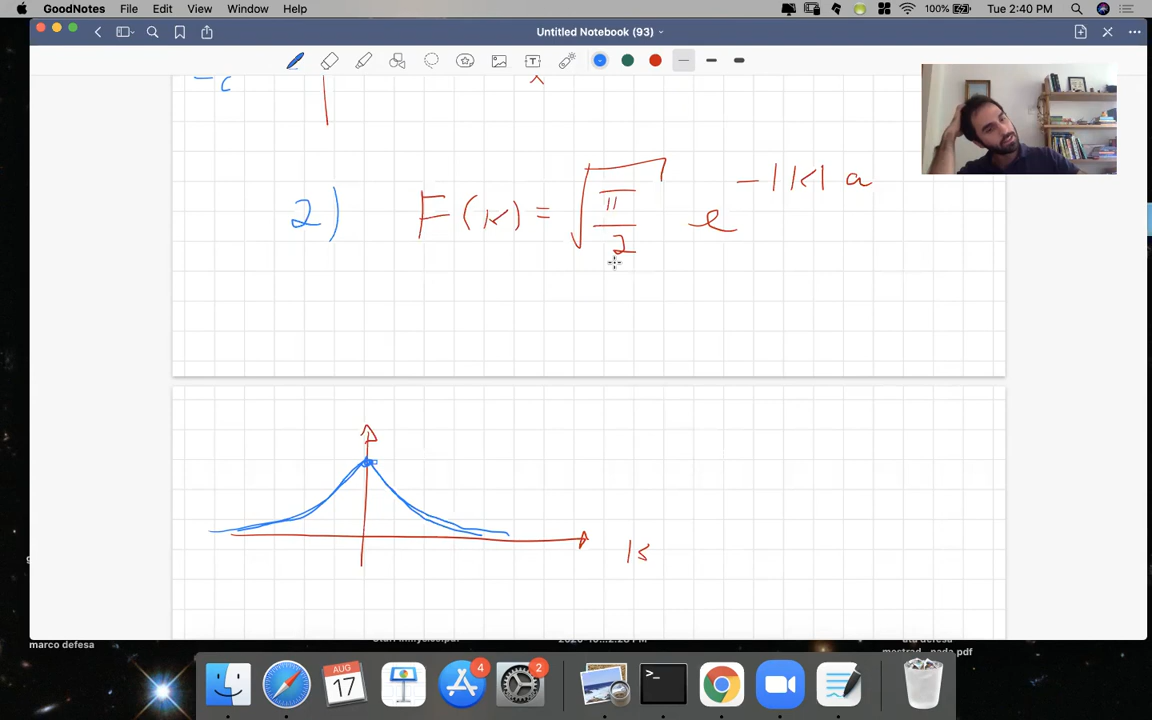 GoodNotes File Edit View Window Help 100% Tue 2:40 PM
Untitled Notebook (93)
-c
x
2) F(k) = √(π/2) e^(-|k|a)
k
4
2
AUG
17
marco defesa